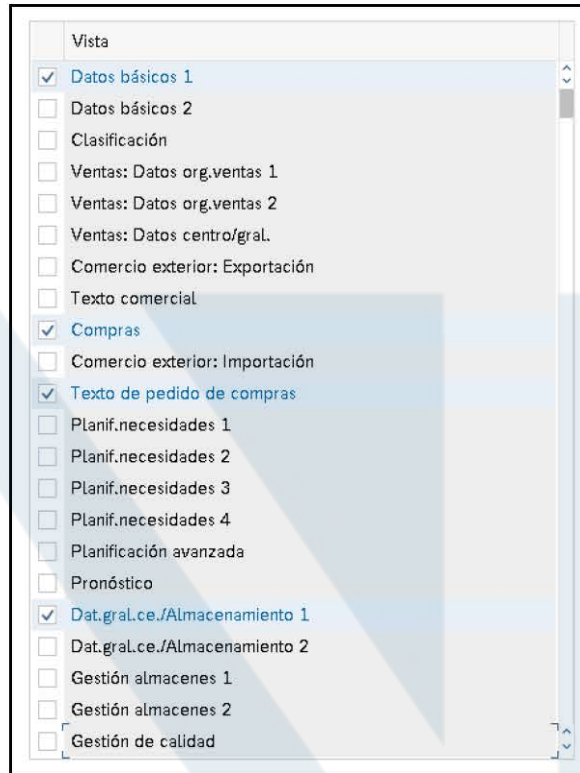 Vista
Datos básicos 1
Datos básicos 2
Clasificación
Ventas: Datos org.ventas 1
Ventas: Datos org.ventas 2
Ventas: Datos centro/gral.
Comercio exterior: Exportación
Texto comercial
Compras
Comercio exterior: Importación
Texto de pedido de compras
Planif.necesidades 1
Planif.necesidades 2
Planif.necesidades 3
Planif.necesidades 4
Planificación avanzada
Pronóstico
Dat.gral.ce./Almacenamiento 1
Dat.gral.ce./Almacenamiento 2
Gestión almacenes 1
Gestión almacenes 2
Gestión de calidad